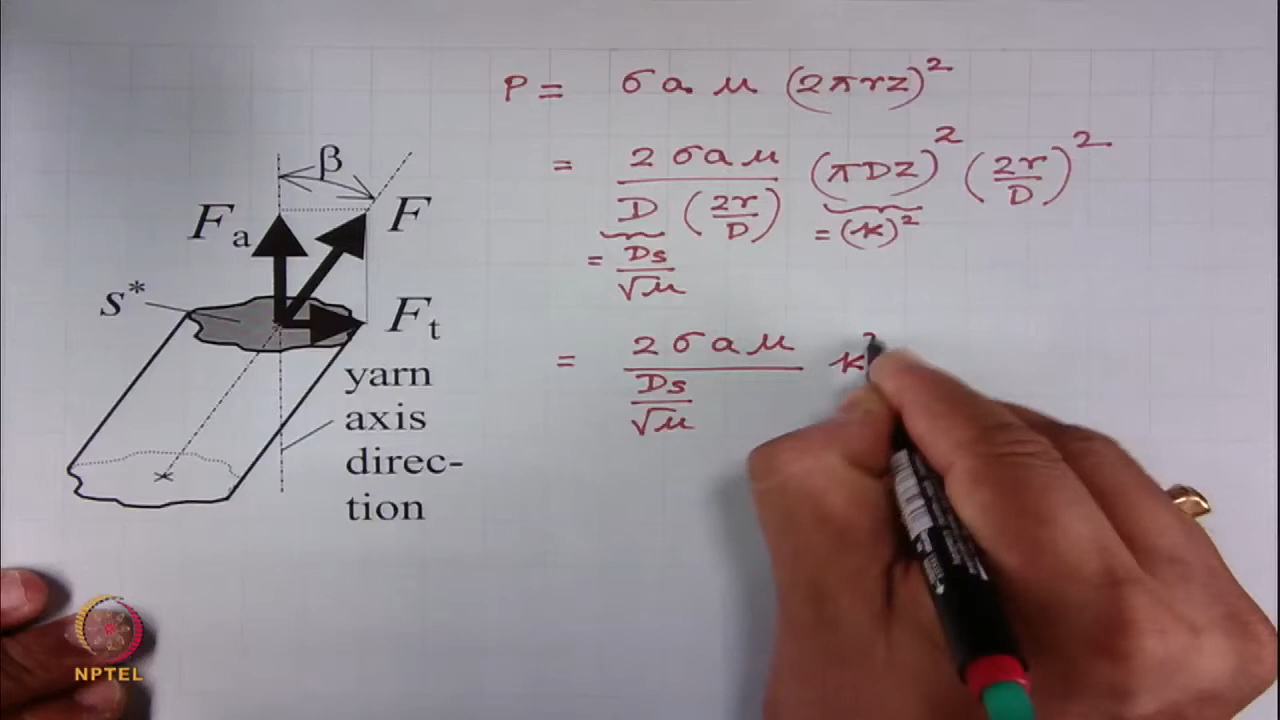 P = σ a μ (2πrz)²
= 2σaμ / D (2r/D) (πDZ)² (2r/D)²
= Ds/√μ = (κ)²
= 2σaμ / Ds/√μ κ²
β
Fa F
s* Ft
yarn
axis
direc-
tion
NPTEL